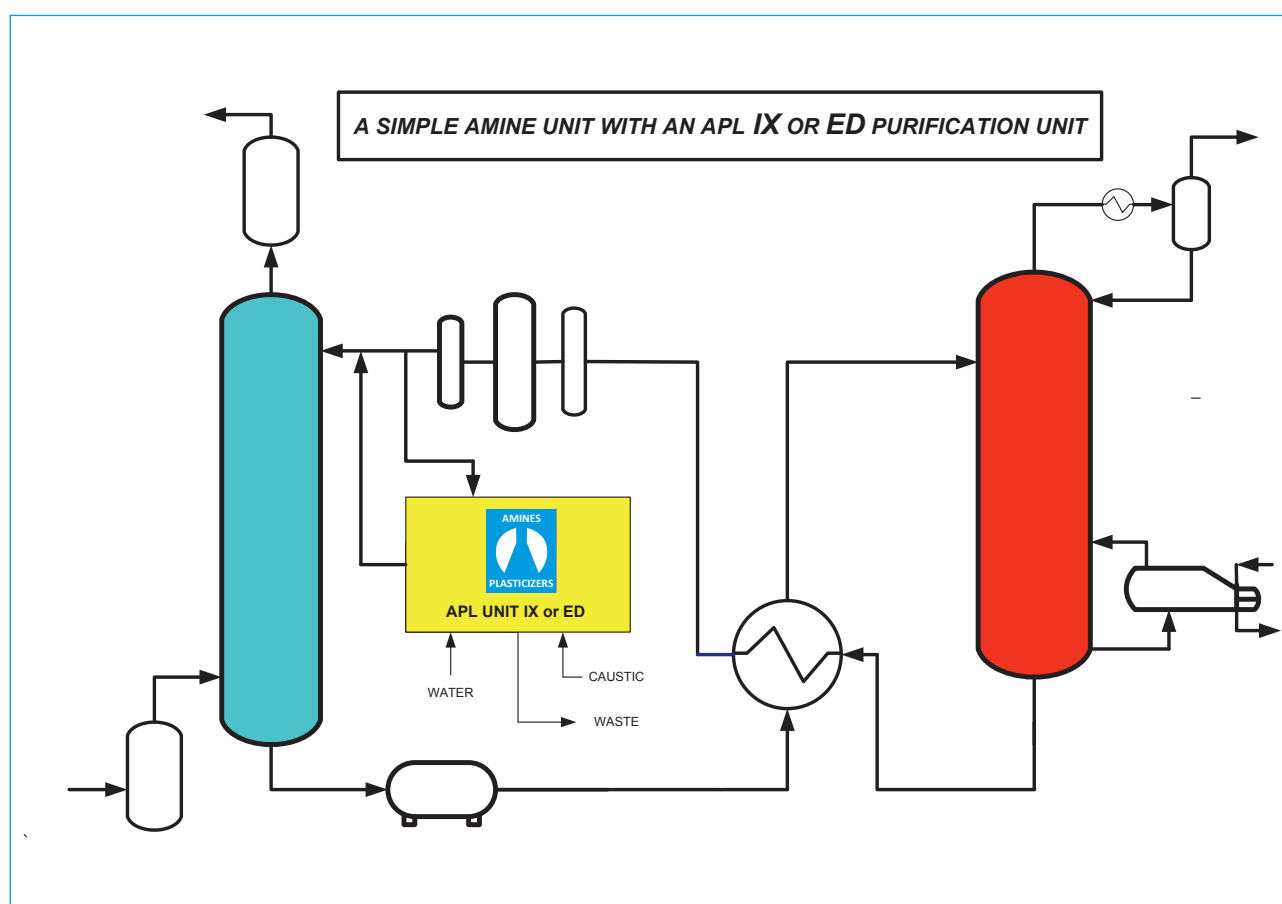 A SIMPLE AMINE UNIT WITH AN APL IX OR ED PURIFICATION UNIT
AMINES
PLASTICIZERS
APL UNIT IX or ED
CAUSTIC
WATER
WASTE